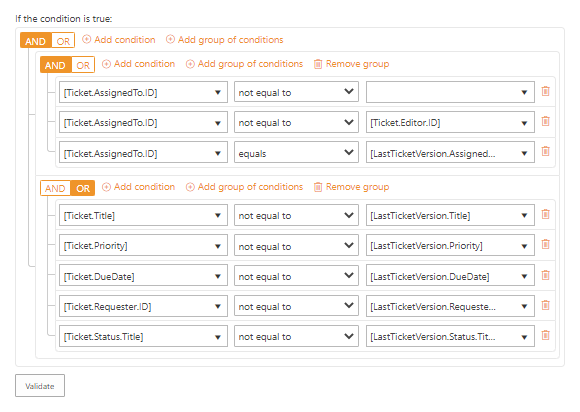 If the condition is true:
AND OR Add condition Add group of conditions
AND OR Add condition Add group of conditions Remove group
[Ticket.AssignedTo.ID] not equal to
[Ticket.AssignedTo.ID] not equal to [Ticket.Editor.ID]
[Ticket.AssignedTo.ID] equals [LastTicketVersion.Assigned...
AND OR Add condition Add group of conditions Remove group
[Ticket.Title] not equal to [LastTicketVersion.Title]
[Ticket.Priority] not equal to [LastTicketVersion.Priority]
[Ticket.DueDate] not equal to [LastTicketVersion.DueDate]
[Ticket.Requester.ID] not equal to [LastTicketVersion.Requeste...
[Ticket.Status.Title] not equal to [LastTicketVersion.Status.Tit...
Validate